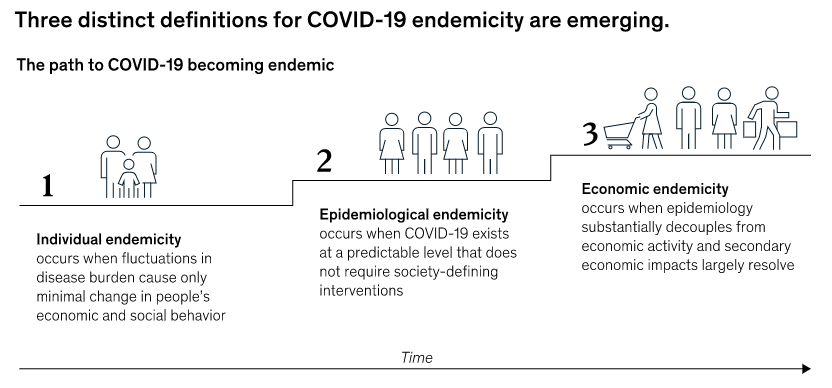 Three distinct definitions for COVID-19 endemicity are emerging.
The path to COVID-19 becoming endemic
1
Individual endemicity
occurs when fluctuations in
disease burden cause only
minimal change in people's
economic and social behavior
2
Epidemiological endemicity
occurs when COVID-19 exists
at a predictable level that does
not require society-defining
interventions
3
Economic endemicity
occurs when epidemiology
substantially decouples from
economic activity and secondary
economic impacts largely resolve
Time